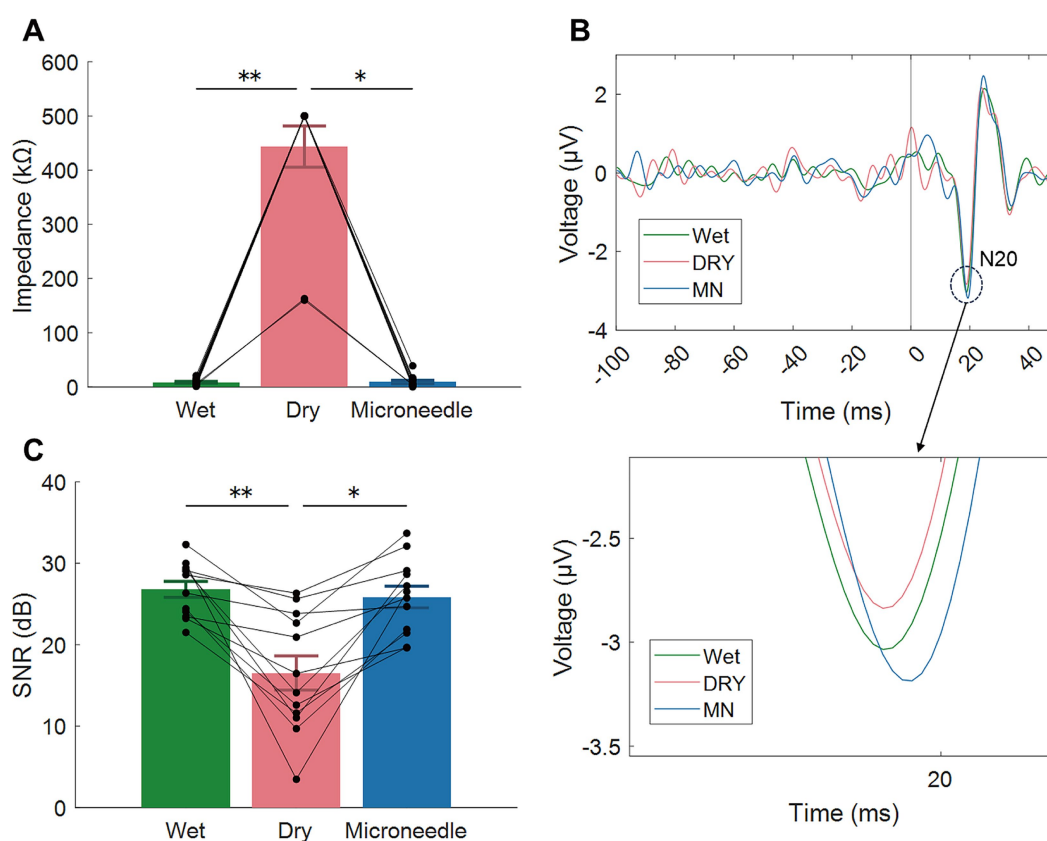 A
Impedance (kΩ)
600
500
400
300
200
100
0
** *
Wet Dry Microneedle
B
Voltage (μV)
2
0
-2
-4
Wet
DRY
MN
N20
-100 -80 -60 -40 -20 0 20 40
Time (ms)
C
SNR (dB)
40
30
20
10
0
** *
Wet Dry Microneedle
Voltage (μV)
-2.5
-3
-3.5
Wet
DRY
MN
20
Time (ms)